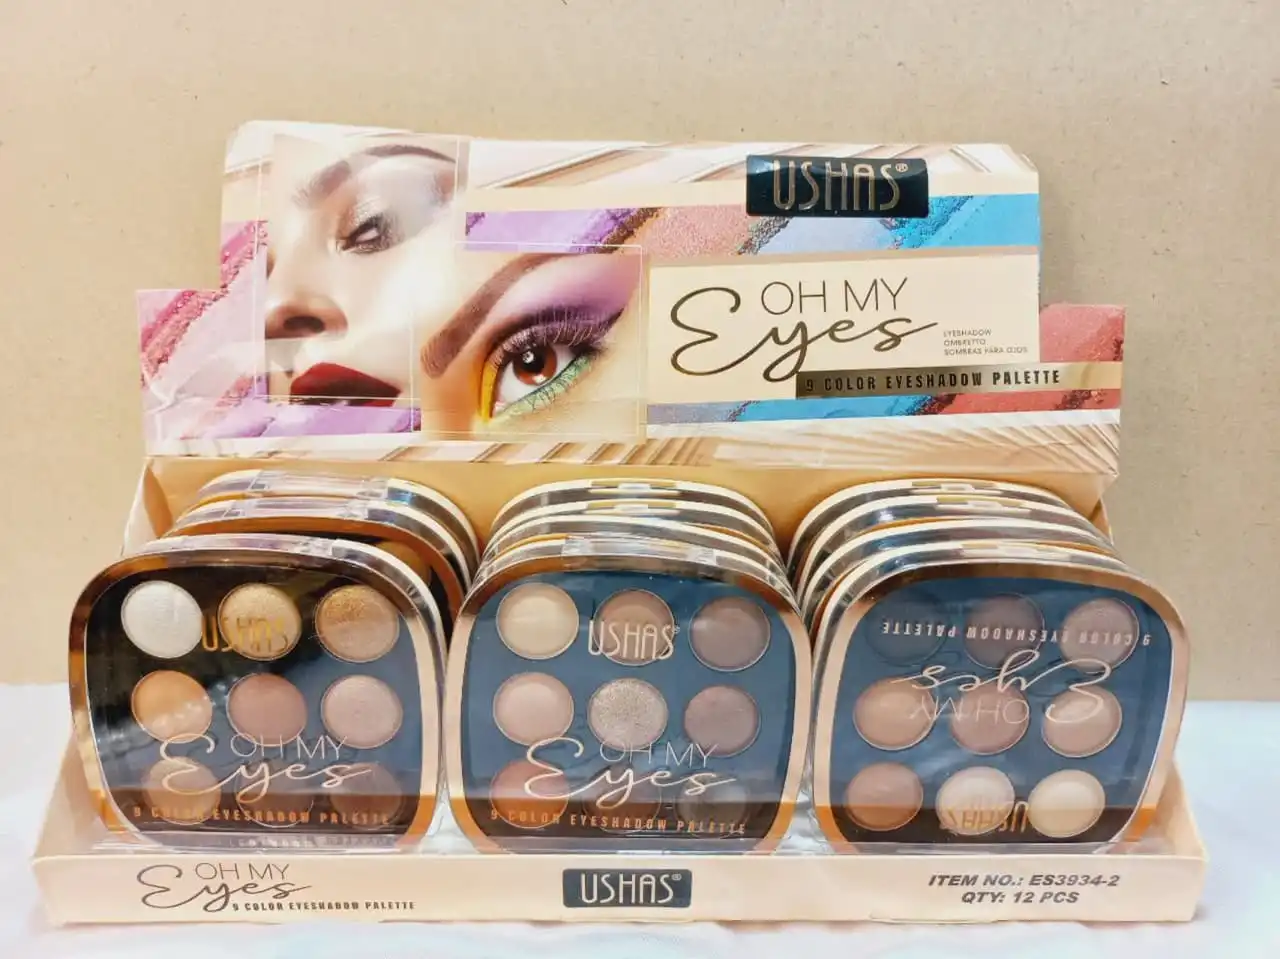 USHAS®
OH MY
Eyes
EYESHADOW
OMBRETTO
SOMBRAS PARA OJOS
9 COLOR EYESHADOW PALETTE
USHAS
OH MY
Eyes
9 COLOR EYESHADOW PALETTE
USHAS®
OH MY
Eyes
9 COLOR EYESHADOW PALETTE
9 COLOR EYESHADOW PALETTE
Eyes
OH MY
USHAS
OH MY
Eyes
9 COLOR EYESHADOW PALETTE
USHAS®
ITEM NO.: ES3934-2
QTY: 12 PCS